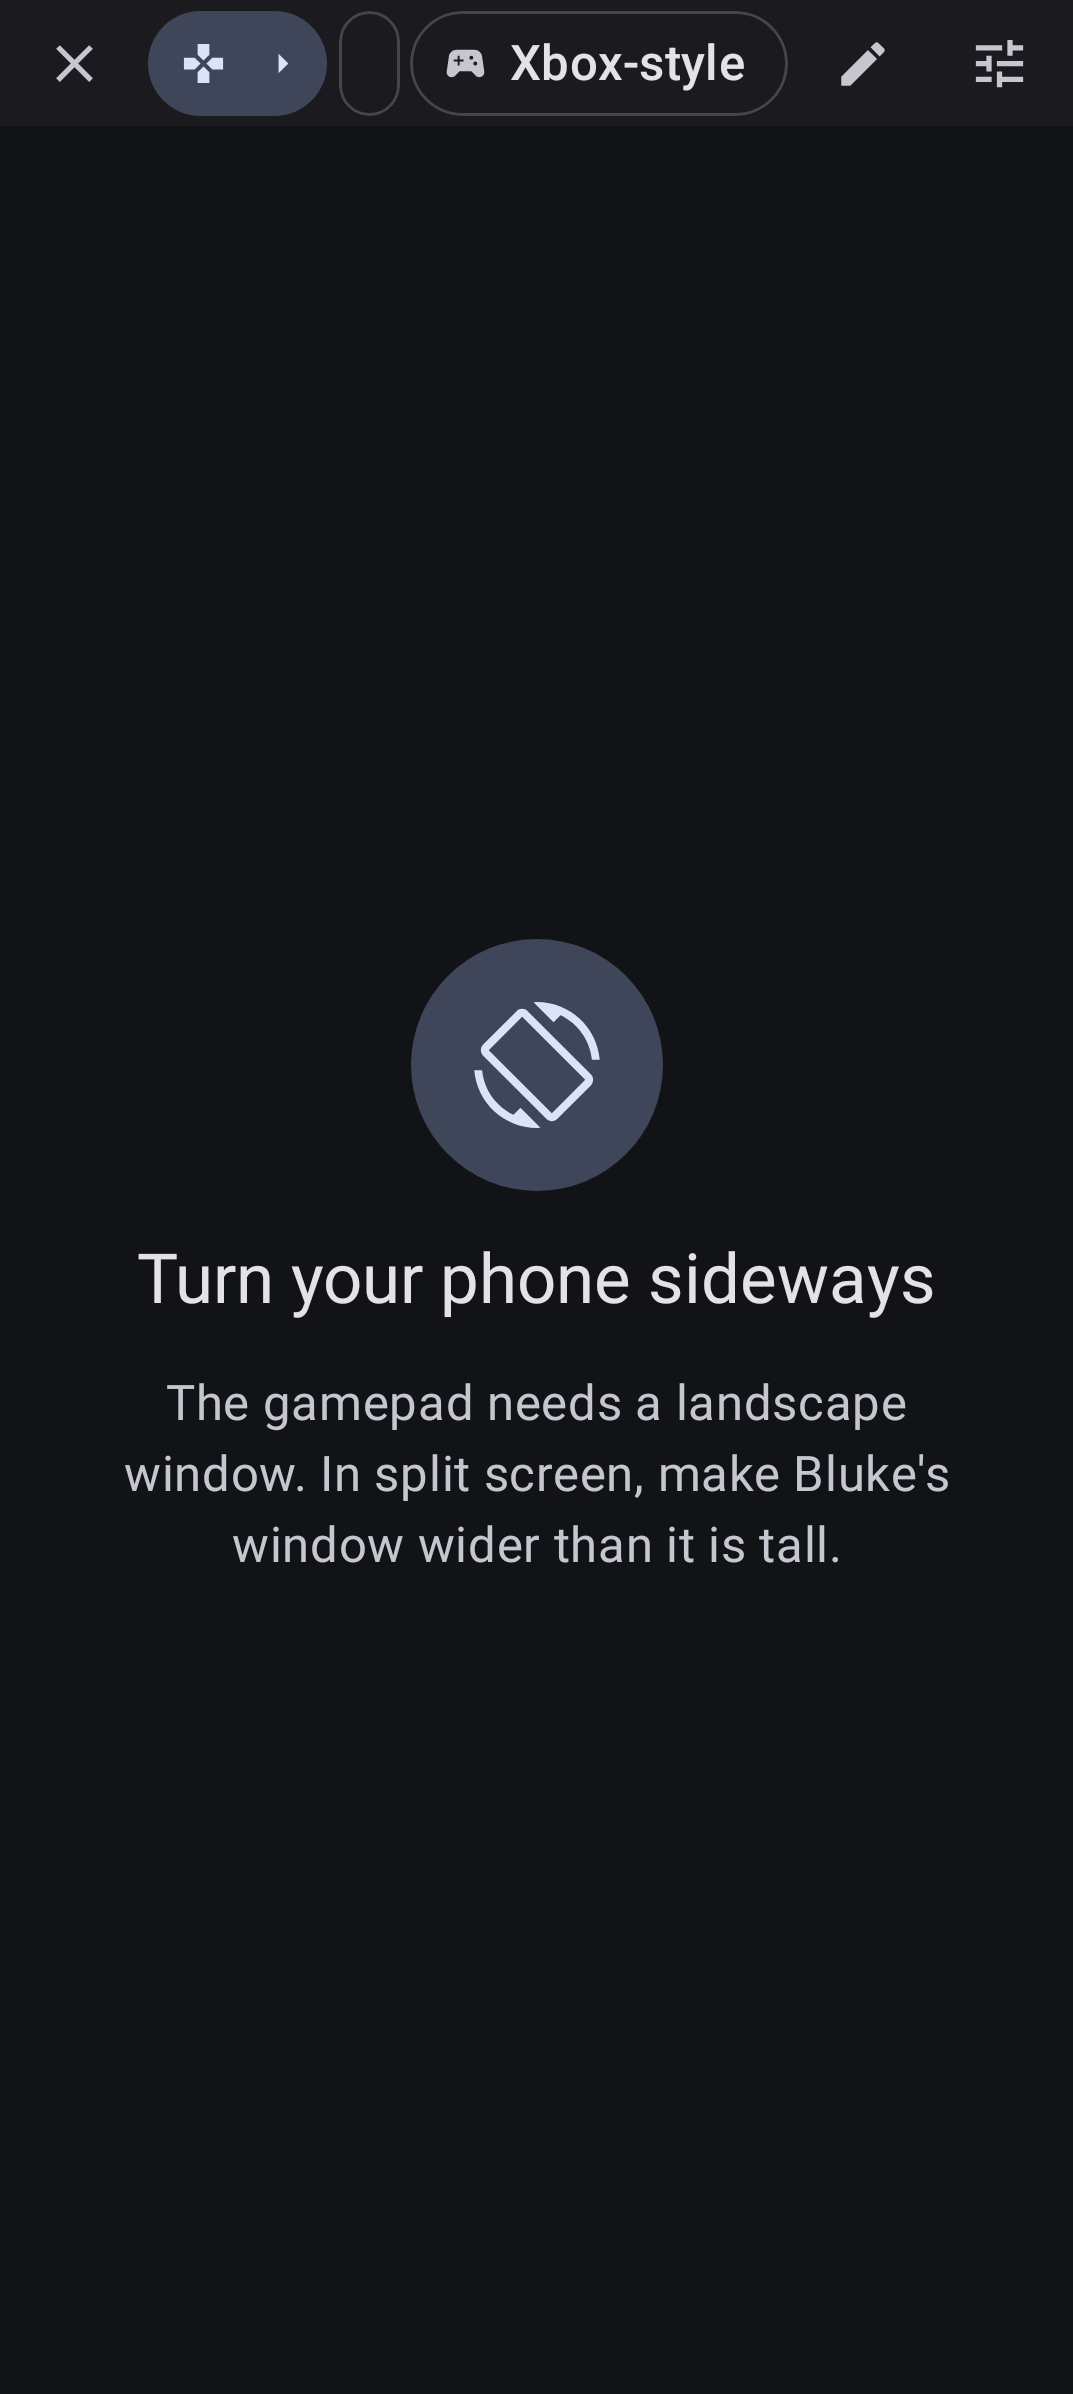 Xbox-style
Turn your phone sideways
The gamepad needs a landscape
window. In split screen, make Bluke's
window wider than it is tall.